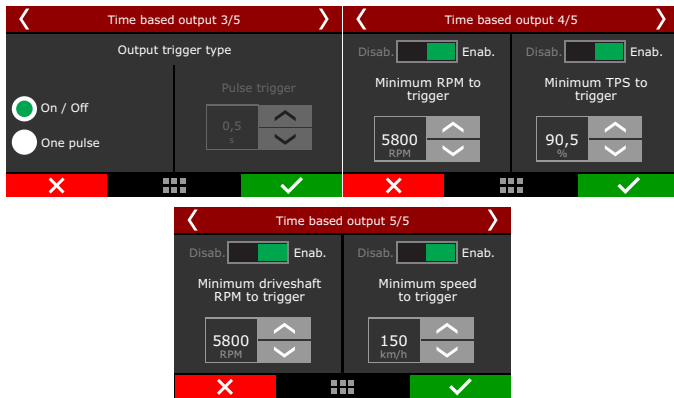 Time based output 3/5
Output trigger type
On / Off
One pulse
Pulse trigger
0,5
s
Time based output 4/5
Disab. Enab.
Minimum RPM to
trigger
5800
RPM
Disab. Enab.
Minimum TPS to
trigger
90,5
%
Time based output 5/5
Disab. Enab.
Minimum driveshaft
RPM to trigger
5800
RPM
Disab. Enab.
Minimum speed
to trigger
150
km/h